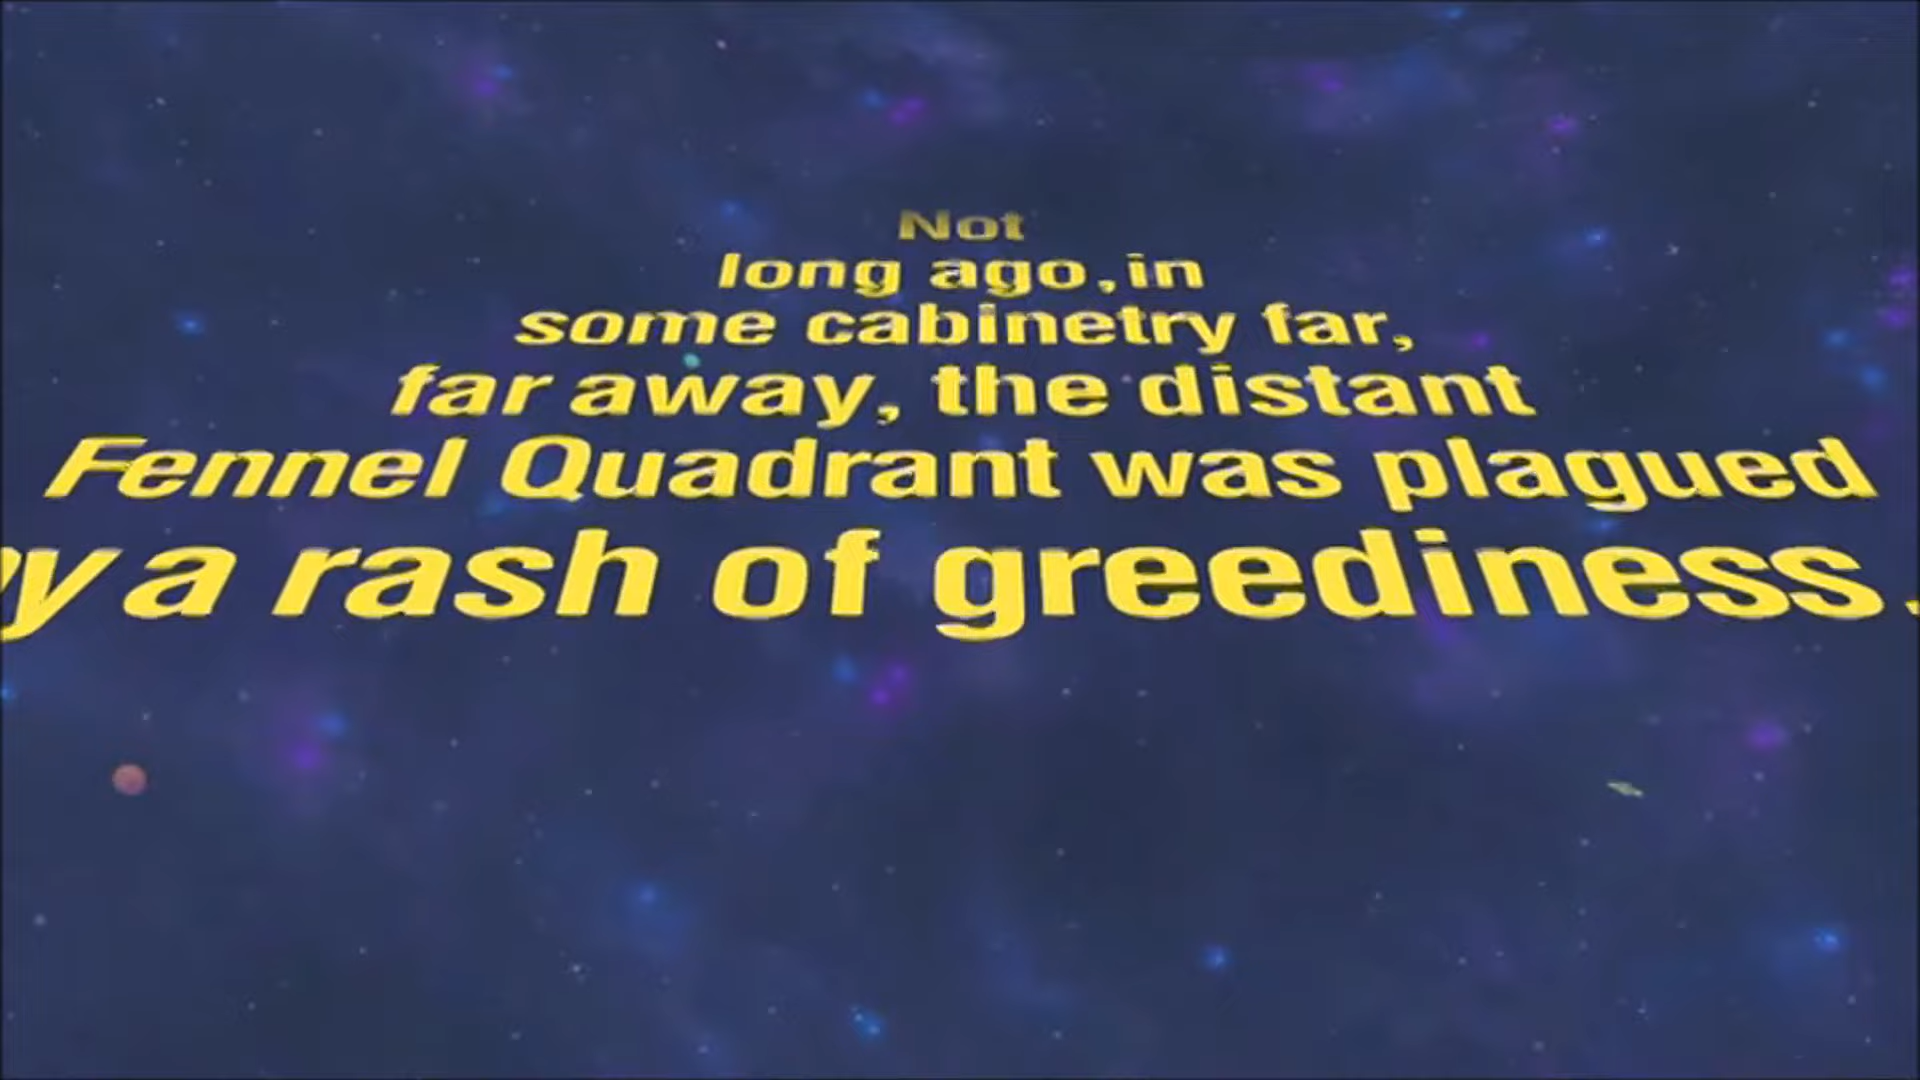 Not
long ago, in
some cabinetry far,
far away, the distant
Fennel Quadrant was plagued
y a rash of greediness.